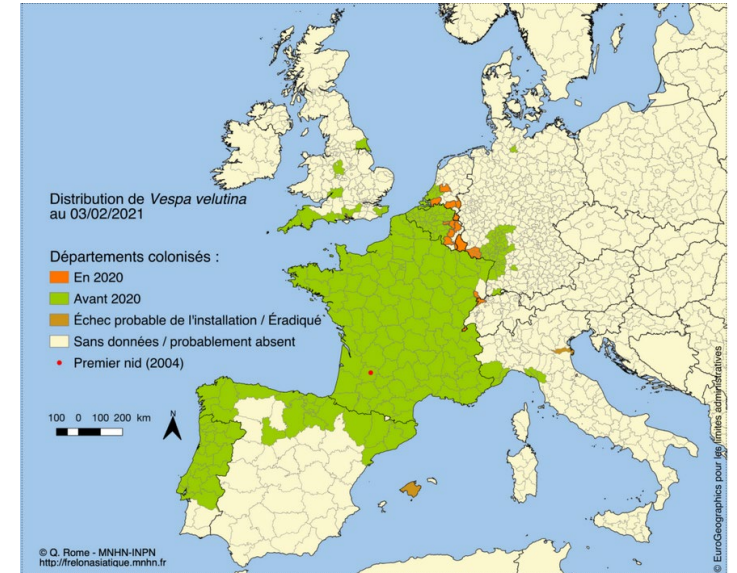 Distribution de Vespa velutina
au 03/02/2021
Départements colonisés :
En 2020
Avant 2020
Échec probable de l'installation / Éradiqué
Sans données / probablement absent
Premier nid (2004)
100 0 100 200 km
N
© Q. Rome - MNHN-INPN
http://frelonasiatique.mnhn.fr
© EuroGeographics pour les limites administratives